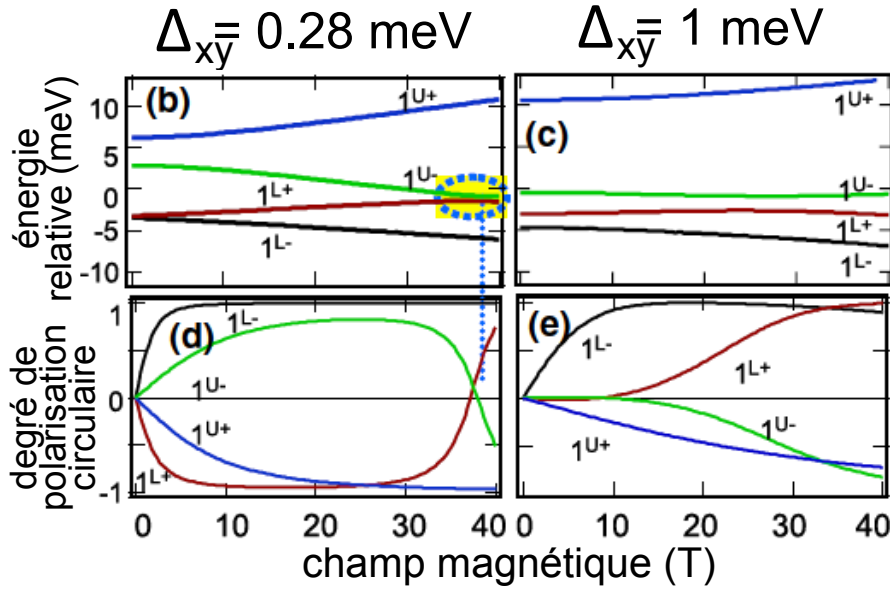 Δxy = 0.28 meV
Δxy = 1 meV
énergie
relative (meV)
10
5
0
-5
-10
(b)
1U+
1U-
1L+
1L-
(c)
1U+
1U-
1L+
1L-
degré de
polarisation
circulaire
1
0
-1
(d)
1L-
1U-
1U+
1L+
(e)
1L-
1L+
1U-
1U+
0 10 20 30 40
0 10 20 30 40
champ magnétique (T)